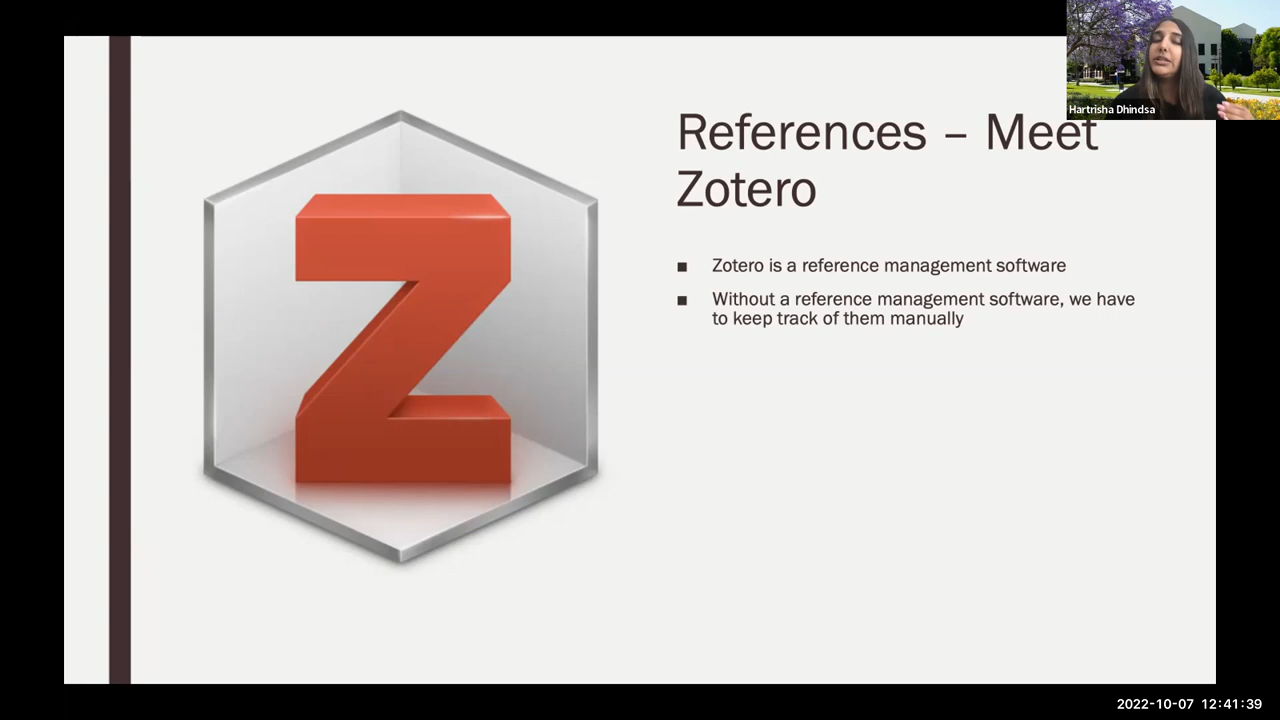 Hartrisha Dhindsa
References – Meet
Zotero
■ Zotero is a reference management software
■ Without a reference management software, we have
to keep track of them manually
Z
2022-10-07 12:41:39